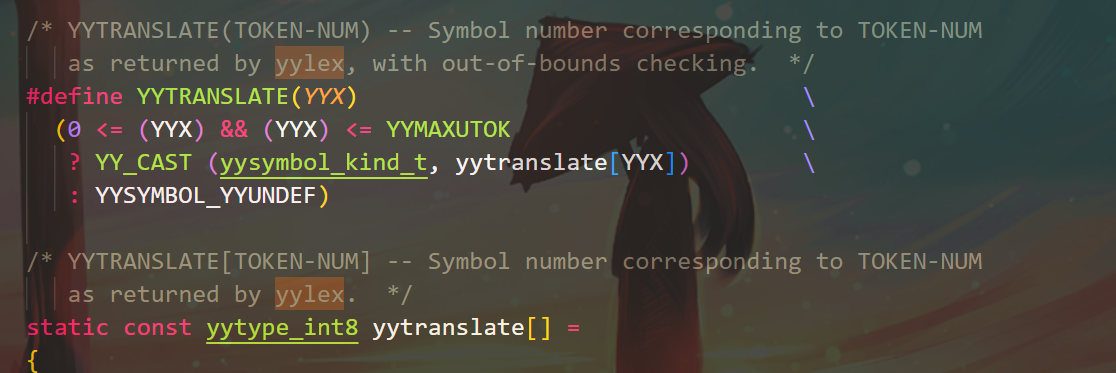 /* YYTRANSLATE(TOKEN-NUM) -- Symbol number corresponding to TOKEN-NUM
   as returned by yylex, with out-of-bounds checking.  */
#define YYTRANSLATE(YYX)                                \
  (0 <= (YYX) && (YYX) <= YYMAXUTOK                     \
   ? YY_CAST (yysymbol_kind_t, yytranslate[YYX])        \
   : YYSYMBOL_YYUNDEF)

/* YYTRANSLATE[TOKEN-NUM] -- Symbol number corresponding to TOKEN-NUM
   as returned by yylex.  */
static const yytype_int8 yytranslate[] =
{